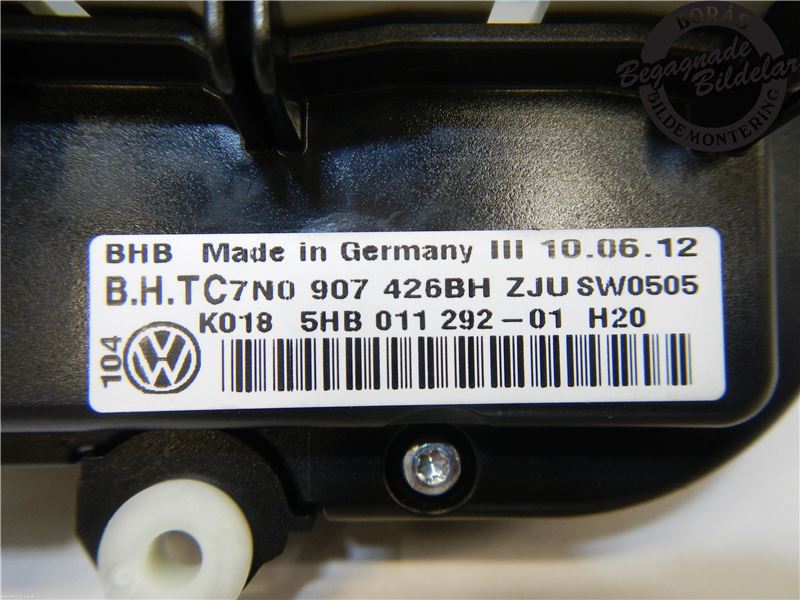 BORÅS
Begagnade
Bildelar
BILDEMONTERING
BHB Made in Germany III 10.06.12
B.H.TC7N0 907 426BH ZJU SW0505
K018 5HB 011 292-01 H20
104